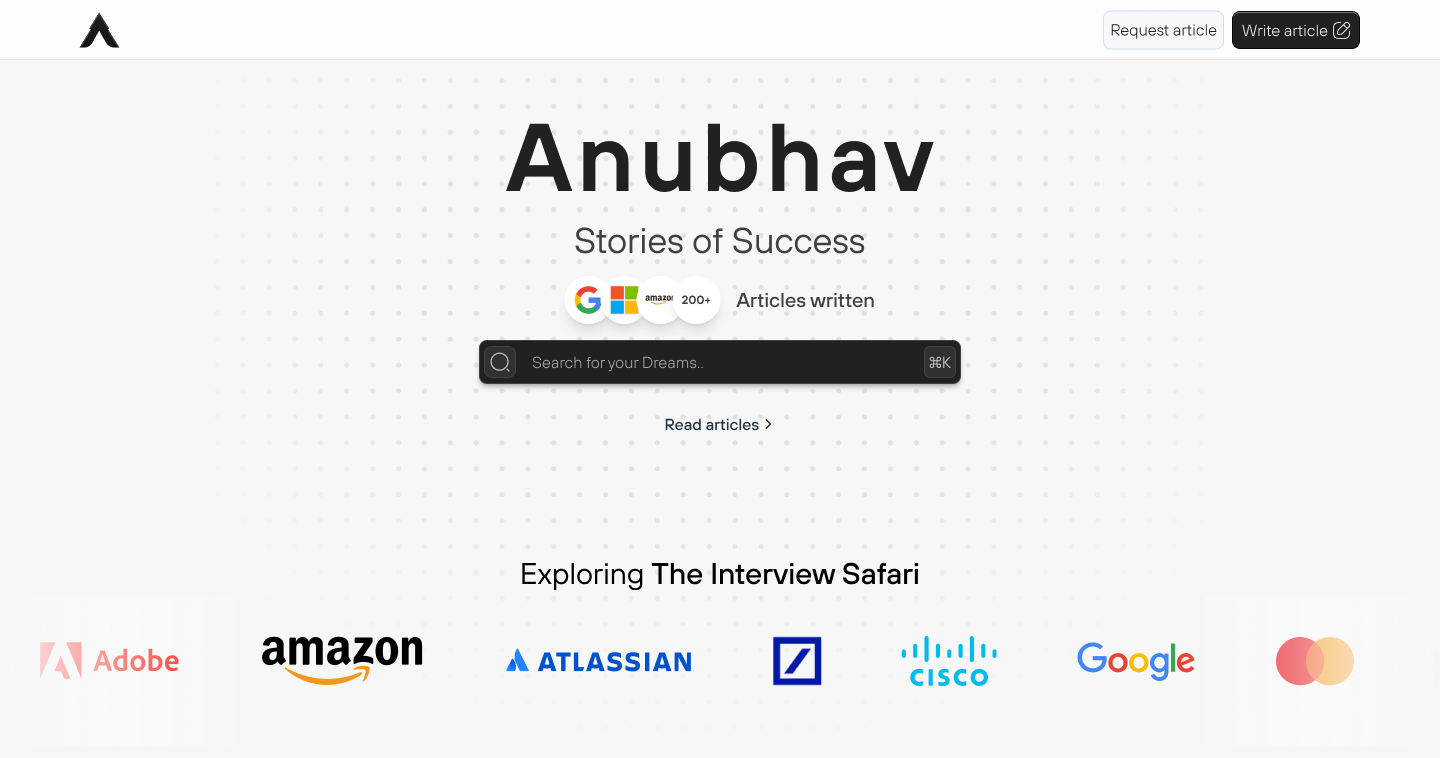 Request article
Write article
Anubhav
Stories of Success
amazon
200+
Articles written
Search for your Dreams..
⌘K
Read articles
Exploring The Interview Safari
Adobe
amazon
ATLASSIAN
CISCO
Google